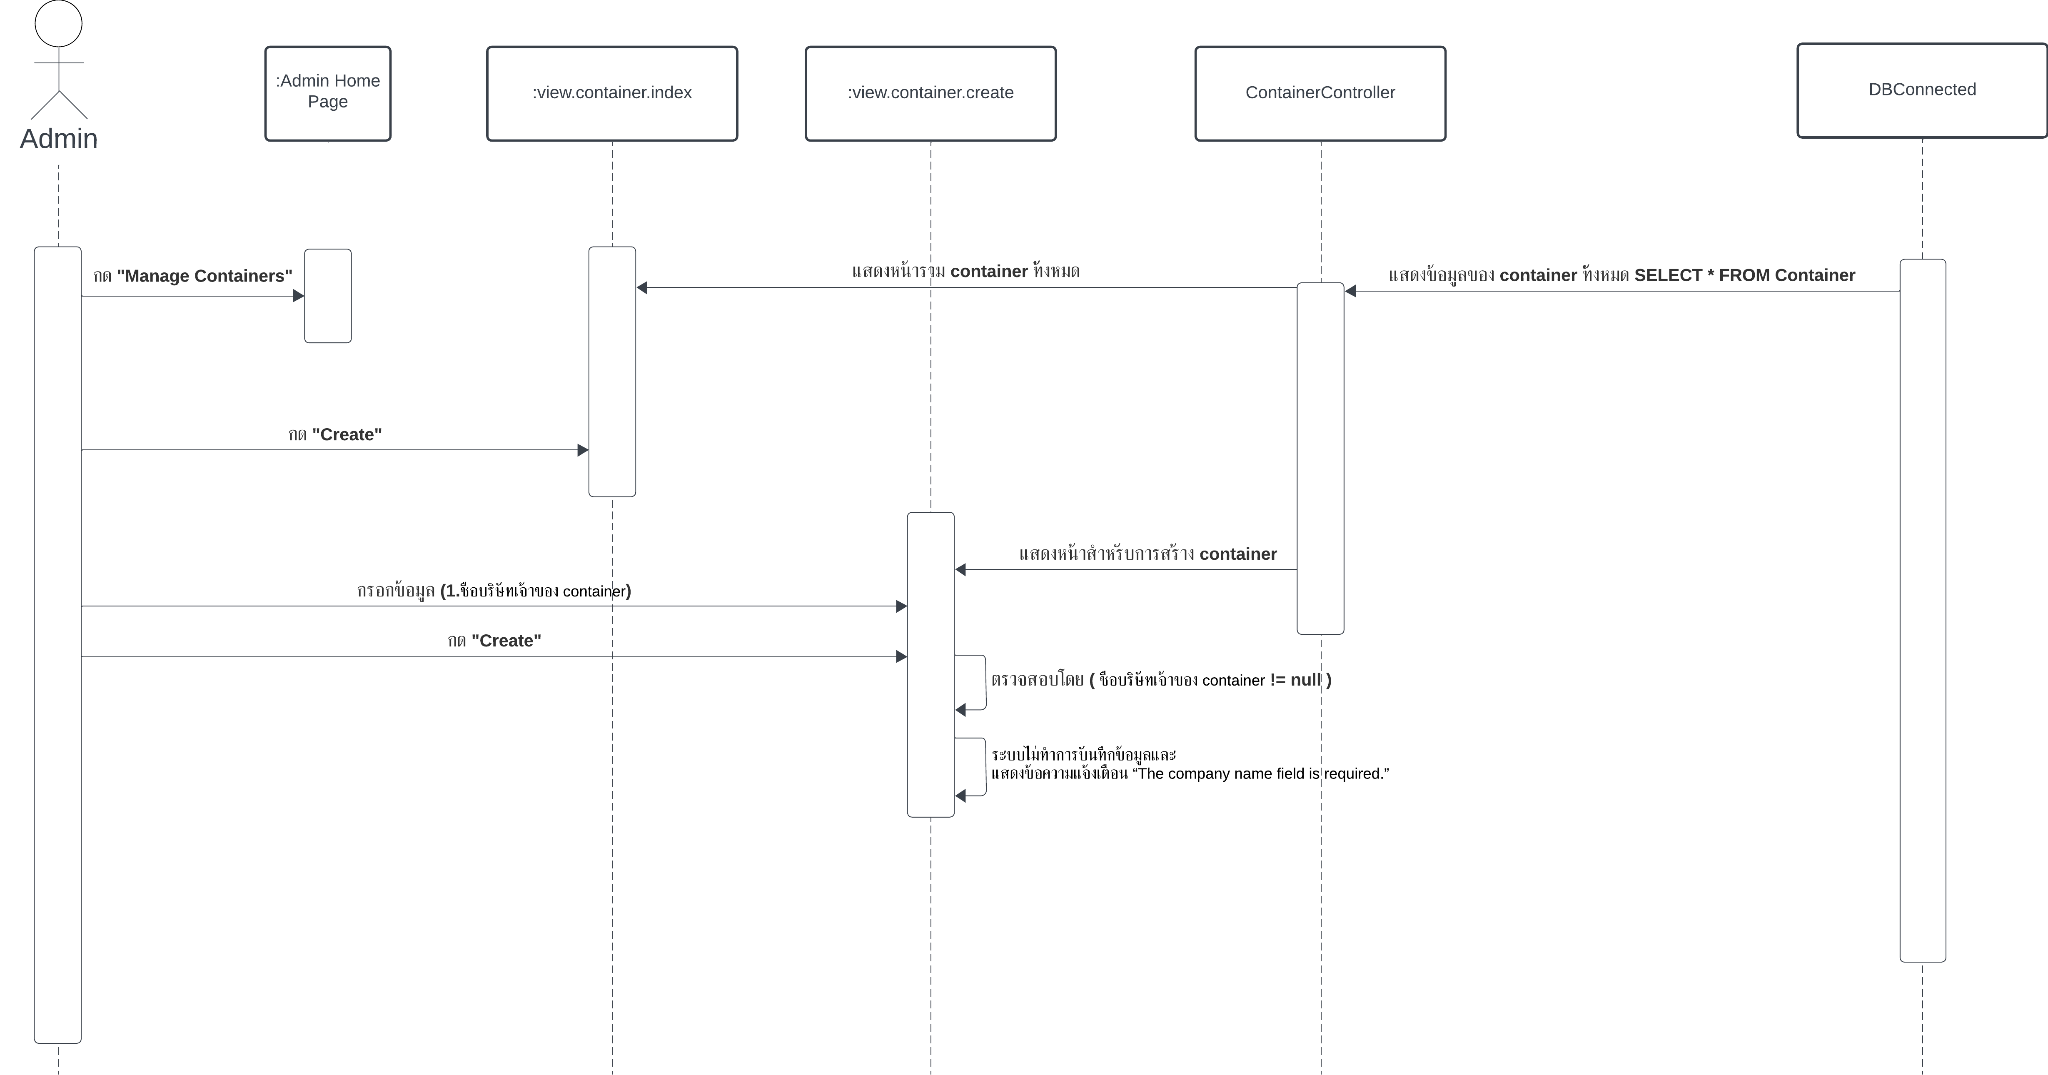 Admin
:Admin Home
Page
:view.container.index
:view.container.create
ContainerController
DBConnected
กด "Manage Containers"
แสดงหน้ารวม container ทั้งหมด
แสดงข้อมูลของ container ทั้งหมด SELECT * FROM Container
กด "Create"
แสดงหน้าสำหรับการสร้าง container
กรอกข้อมูล (1.ชื่อบริษัทเจ้าของ container)
กด "Create"
ตรวจสอบโดย ( ชื่อบริษัทเจ้าของ container != null )
ระบบไม่ทำการบันทึกข้อมูลและ
แสดงข้อความแจ้งเตือน “The company name field is required.”